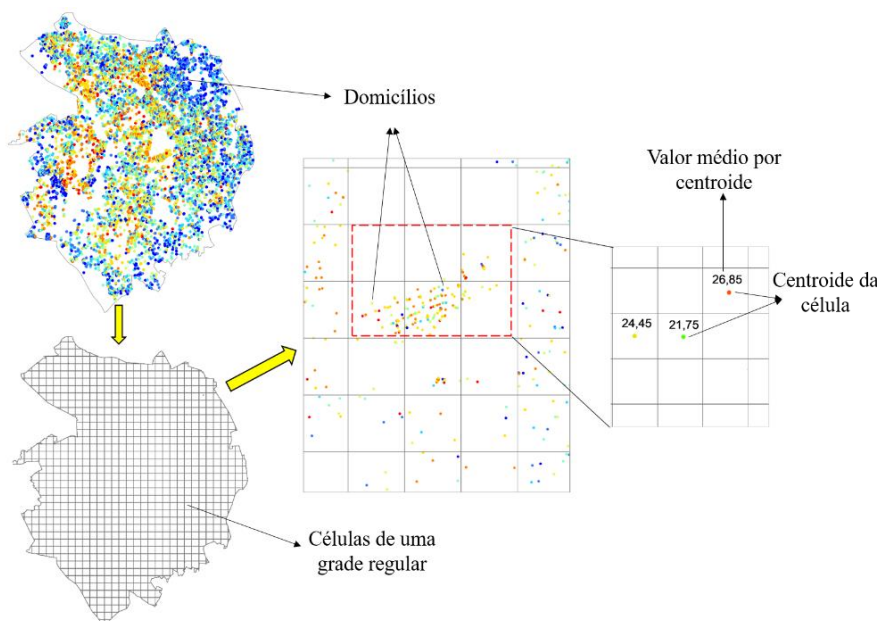 Domicílios
Valor médio por
centroide
26,85
Centroide da
célula
24,45
21,75
Células de uma
grade regular